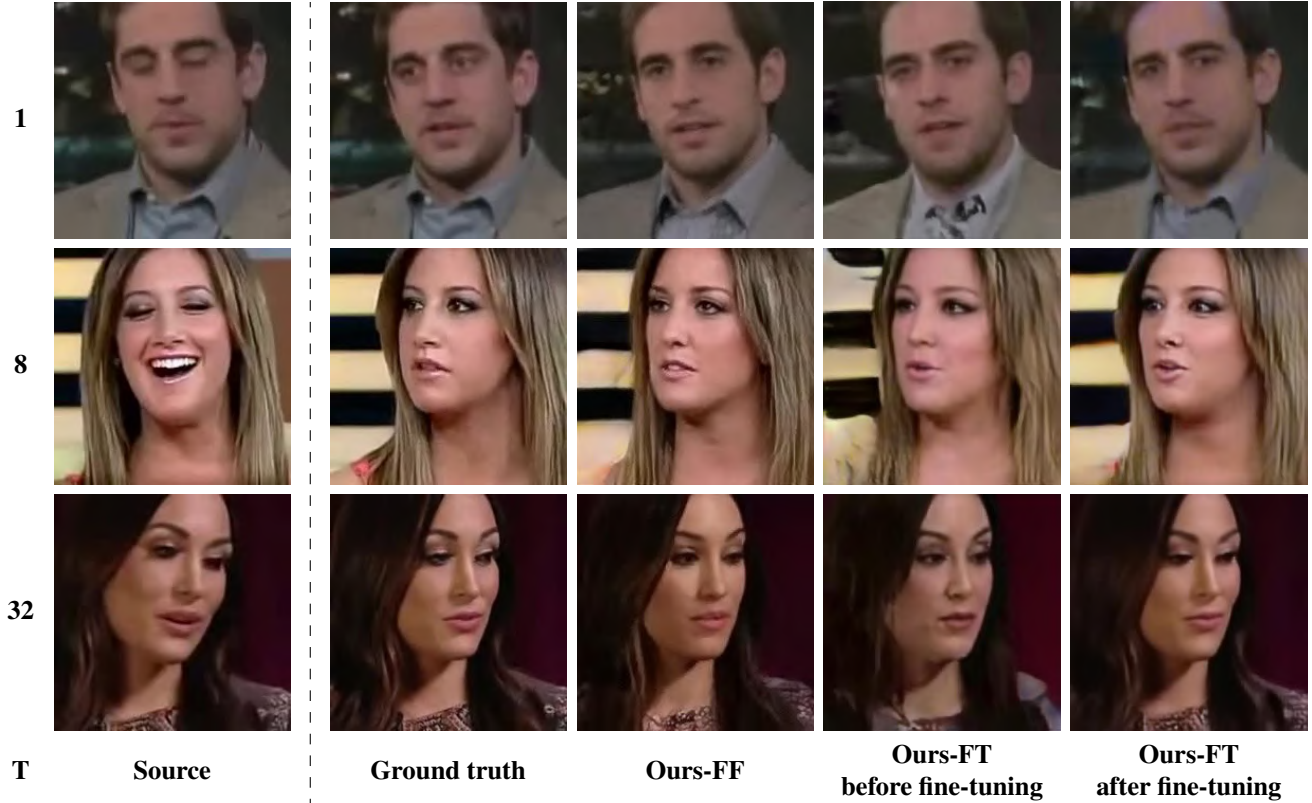 1
8
32
T
Source
Ground truth
Ours-FF
Ours-FT
before fine-tuning
Ours-FT
after fine-tuning